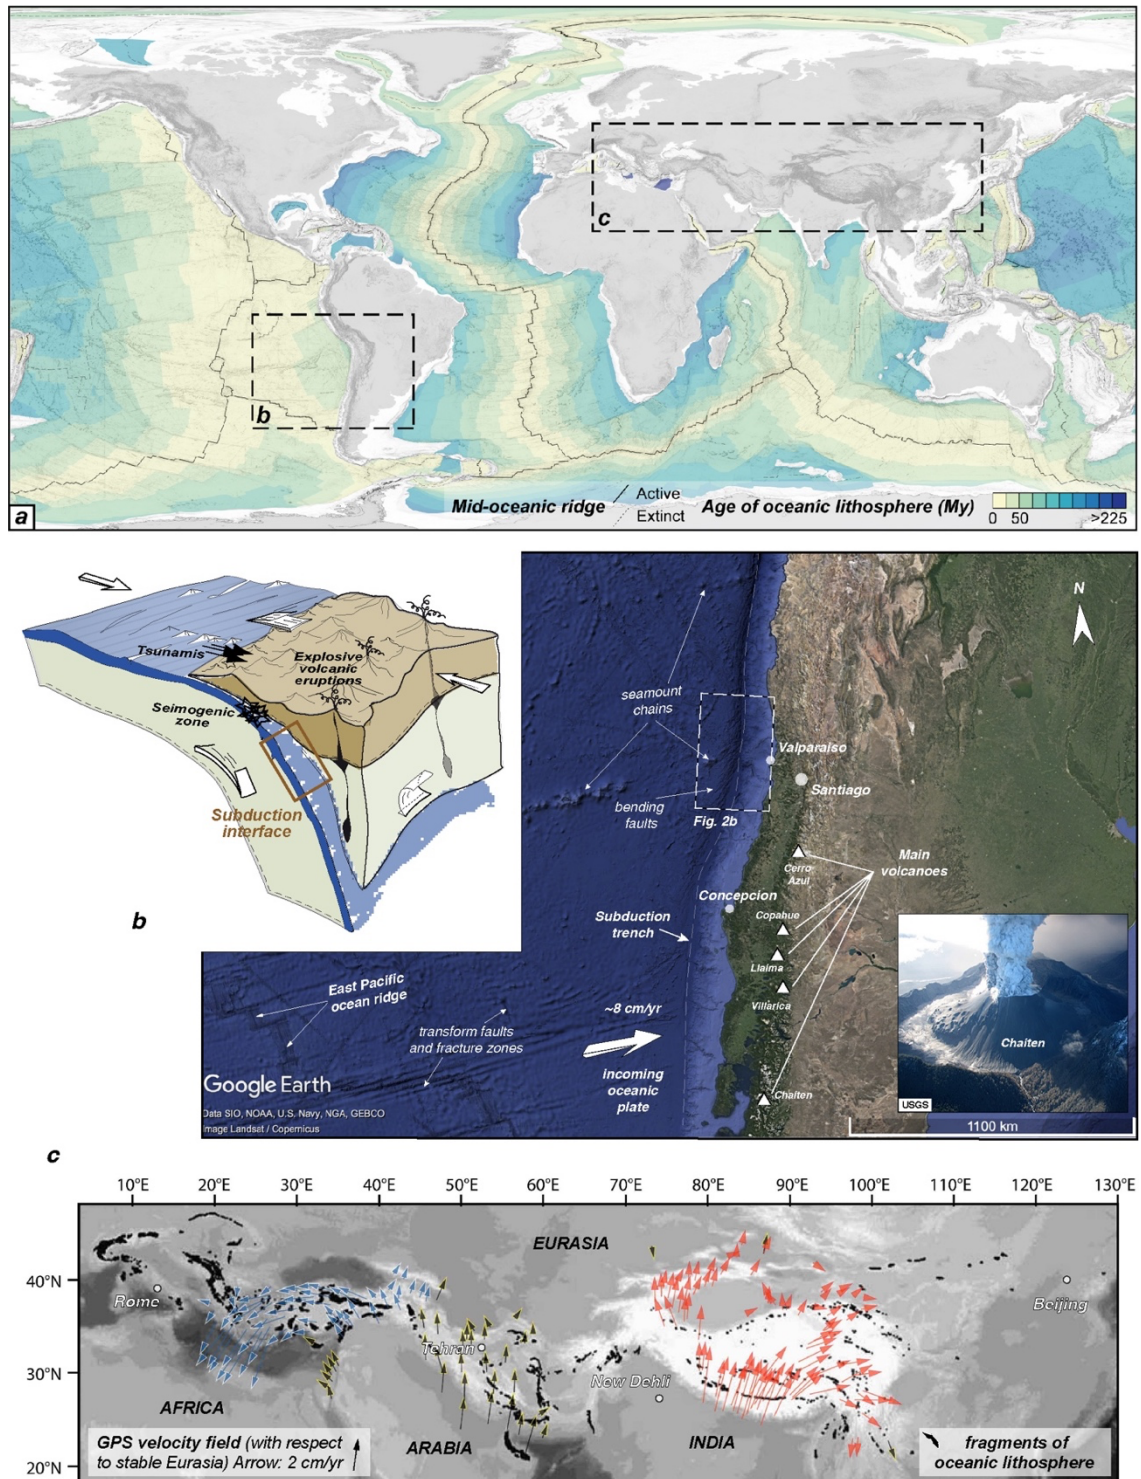 c
b
Mid-oceanic ridge
Active
Extinct
Age of oceanic lithosphere (My)
0 50 >225
a
Tsunamis
Explosive
volcanic
eruptions
Seimogenic
zone
Subduction
interface
b
N
seamount
chains
Valparaiso
Santiago
bending
faults
Fig. 2b
Cerro
Azul
Main
volcanoes
Concepcion
Copahue
Subduction
trench
Llaima
Villarica
East Pacific
ocean ridge
~8 cm/yr
transform faults
and fracture zones
incoming
oceanic
plate
Chaiten
Chaiten
USGS
Google Earth
Data SIO, NOAA, U.S. Navy, NGA, GEBCO
Image Landsat / Copernicus
1100 km
c
10°E 20°E 30°E 40°E 50°E 60°E 70°E 80°E 90°E 100°E 110°E 120°E 130°E
EURASIA
40°N
Rome
Beijing
Tehran
30°N
New Dehli
AFRICA
ARABIA
INDIA
GPS velocity field (with respect
to stable Eurasia) Arrow: 2 cm/yr
fragments of
oceanic lithosphere
20°N